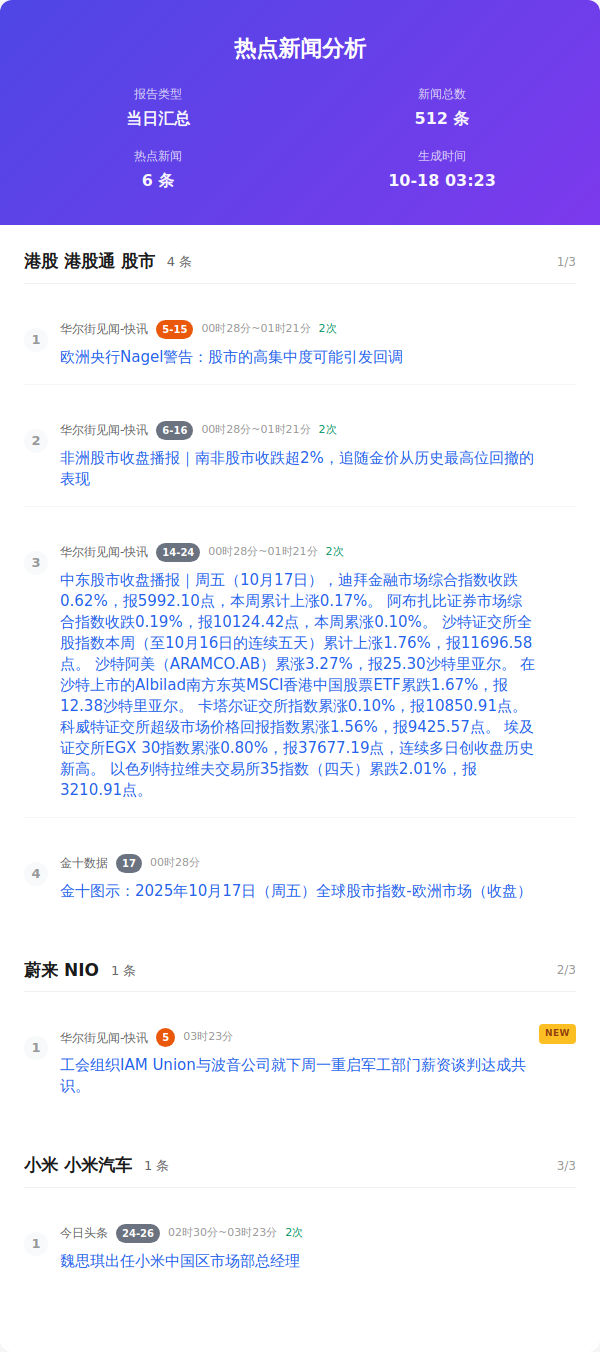 热点新闻分析
报告类型
当日汇总
新闻总数
512 条
热点新闻
6 条
生成时间
10-18 03:23
港股 港股通 股市 4 条 1/3
1
华尔街见闻-快讯 5-15 00时28分~01时21分 2次
欧洲央行Nagel警告：股市的高集中度可能引发回调
2
华尔街见闻-快讯 6-16 00时28分~01时21分 2次
非洲股市收盘播报｜南非股市收跌超2%，追随金价从历史最高位回撤的
表现
3
华尔街见闻-快讯 14-24 00时28分~01时21分 2次
中东股市收盘播报｜周五（10月17日），迪拜金融市场综合指数收跌
0.62%，报5992.10点，本周累计上涨0.17%。 阿布扎比证券市场综
合指数收跌0.19%，报10124.42点，本周累涨0.10%。 沙特证交所全
股指数本周（至10月16日的连续五天）累计上涨1.76%，报11696.58
点。 沙特阿美（ARAMCO.AB）累涨3.27%，报25.30沙特里亚尔。 在
沙特上市的Albilad南方东英MSCI香港中国股票ETF累跌1.67%，报
12.38沙特里亚尔。 卡塔尔证交所指数累涨0.10%，报10850.91点。
科威特证交所超级市场价格回报指数累涨1.56%，报9425.57点。 埃及
证交所EGX 30指数累涨0.80%，报37677.19点，连续多日创收盘历史
新高。 以色列特拉维夫交易所35指数（四天）累跌2.01%，报
3210.91点。
4
金十数据 17 00时28分
金十图示：2025年10月17日（周五）全球股市指数-欧洲市场（收盘）
蔚来 NIO 1 条 2/3
1
华尔街见闻-快讯 5 03时23分 NEW
工会组织IAM Union与波音公司就下周一重启军工部门薪资谈判达成共
识。
小米 小米汽车 1 条 3/3
1
今日头条 24-26 02时30分~03时23分 2次
魏思琪出任小米中国区市场部总经理